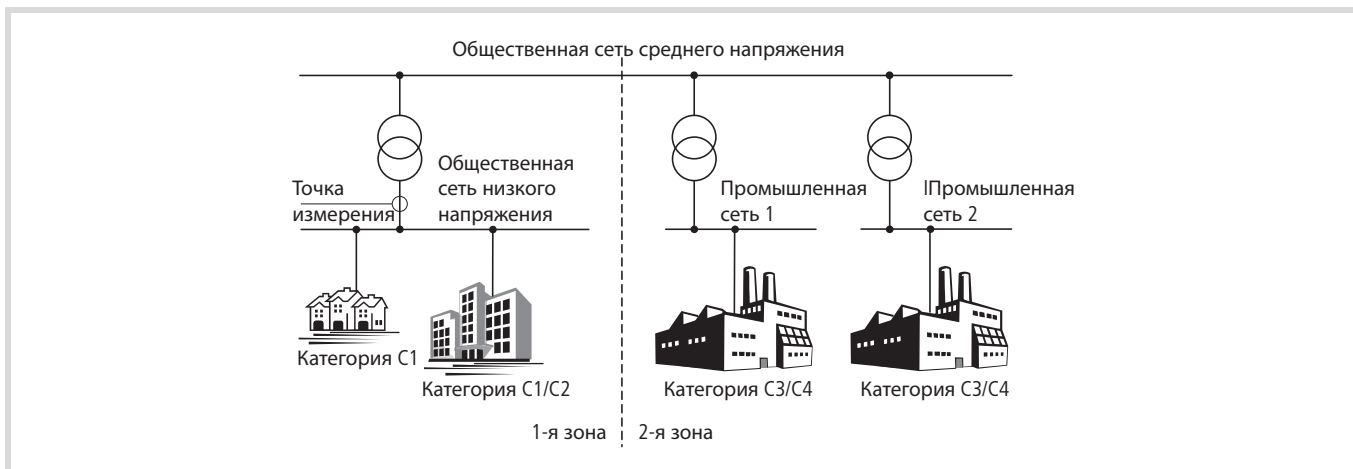 Общественная сеть среднего напряжения
Точка
измерения
Общественная
сеть низкого
напряжения
Промышленная
сеть 1
IПромышленная
сеть 2
Категория C1
Категория C1/C2
Категория C3/C4
Категория C3/C4
1-я зона
2-я зона